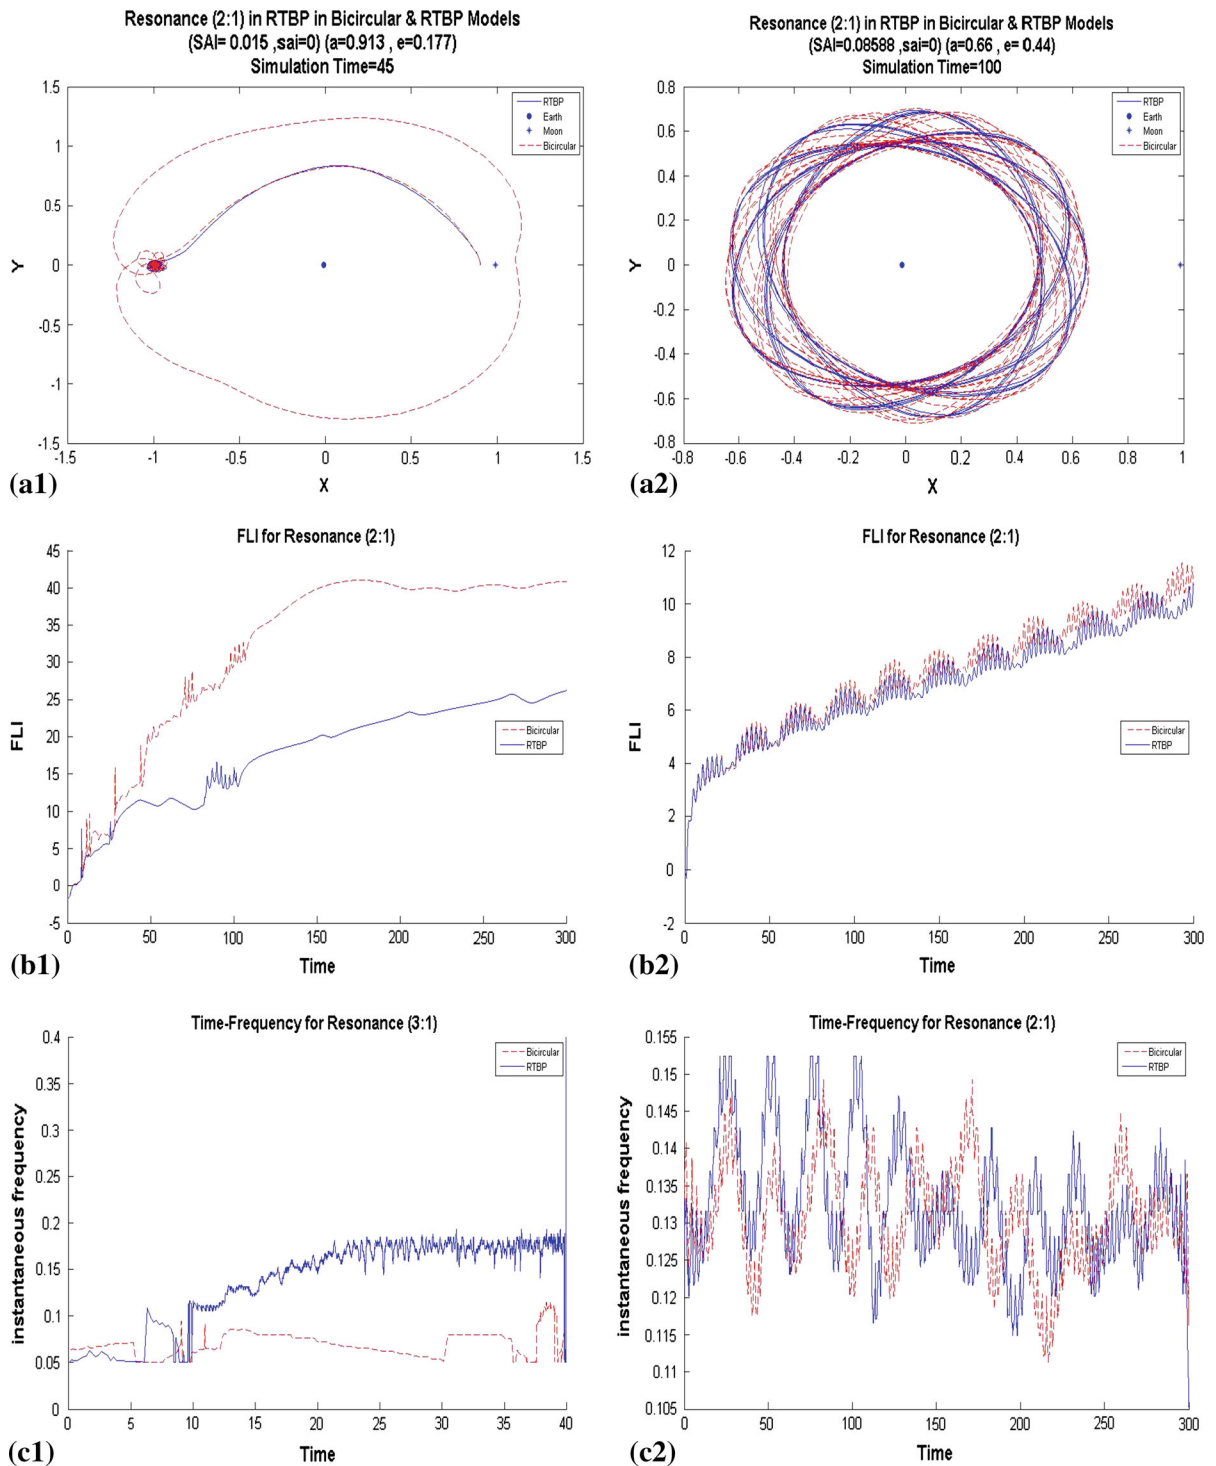 Resonance (2:1) in RTBP in Bicircular & RTBP Models
(SAI= 0.015 ,sai=0) (a=0.913 , e=0.177)
Simulation Time=45
1.5
1
0.5
0
-0.5
-1
-1.5
Y
RTBP
Earth
Moon
Bicircular
-1.5 -1 -0.5 0 0.5 1 1.5
X
(a1)
Resonance (2:1) in RTBP in Bicircular & RTBP Models
(SAI=0.08588 ,sai=0) (a=0.66 , e= 0.44)
Simulation Time=100
0.8
0.6
0.4
0.2
0
-0.2
-0.4
-0.6
-0.8
Y
RTBP
Earth
Moon
Bicircular
-0.8 -0.6 -0.4 -0.2 0 0.2 0.4 0.6 0.8 1
X
(a2)
FLI for Resonance (2:1)
45
40
35
30
25
20
15
10
5
0
-5
FLI
Bicircular
RTBP
0 50 100 150 200 250 300
Time
(b1)
FLI for Resonance (2:1)
12
10
8
6
4
2
0
-2
FLI
Bicircular
RTBP
0 50 100 150 200 250 300
Time
(b2)
Time-Frequency for Resonance (3:1)
0.4
0.35
0.3
0.25
0.2
0.15
0.1
0.05
0
instantaneous frequency
Bicircular
RTBP
0 5 10 15 20 25 30 35 40
Time
(c1)
Time-Frequency for Resonance (2:1)
0.155
0.15
0.145
0.14
0.135
0.13
0.125
0.12
0.115
0.11
0.105
instantaneous frequency
Bicircular
RTBP
0 50 100 150 200 250 300
Time
(c2)